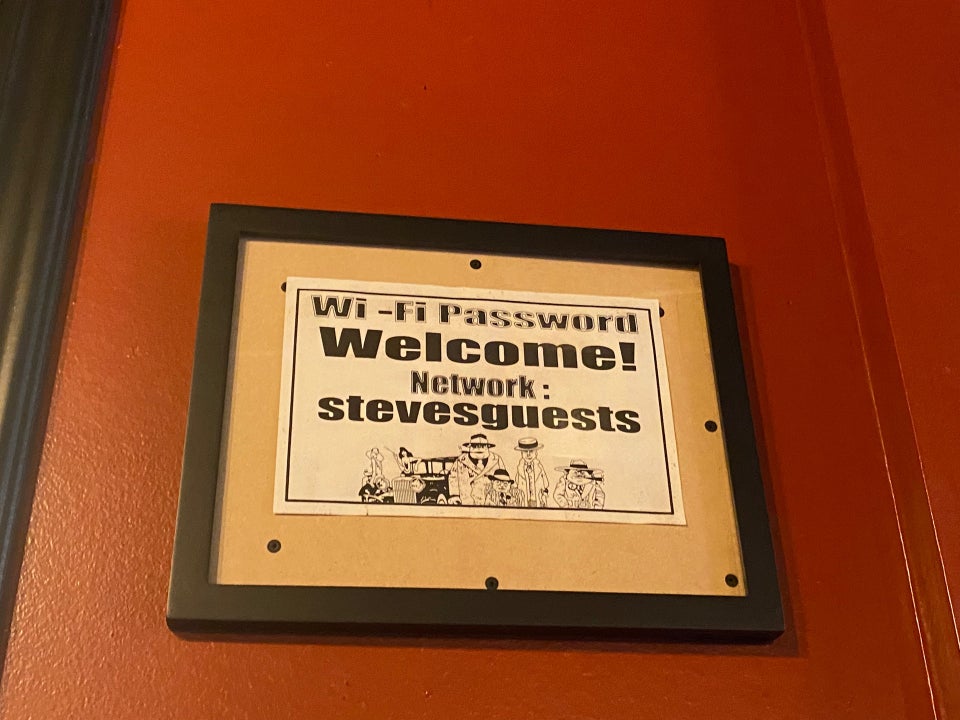 Wi -Fi Password
Welcome!
Network :
stevesguests